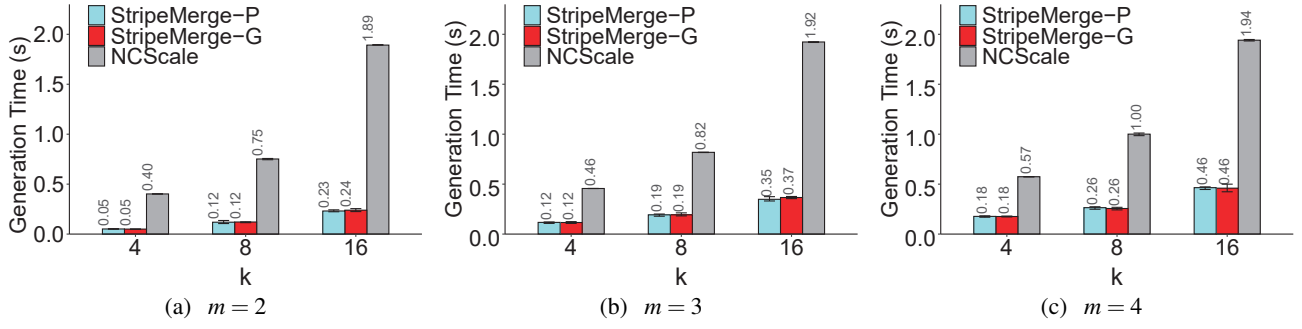 StripeMerge−P
StripeMerge−G
NCScale
Generation Time (s)
2.0
1.5
1.0
0.5
0.0
0.05
0.05
0.40
0.12
0.12
0.75
0.23
0.24
1.89
4
8
16
k
(a) m = 2
StripeMerge−P
StripeMerge−G
NCScale
Generation Time (s)
2.0
1.5
1.0
0.5
0.0
0.12
0.12
0.46
0.19
0.19
0.82
0.35
0.37
1.92
4
8
16
k
(b) m = 3
StripeMerge−P
StripeMerge−G
NCScale
Generation Time (s)
2.0
1.5
1.0
0.5
0.0
0.18
0.18
0.57
0.26
0.26
1.00
0.46
0.46
1.94
4
8
16
k
(c) m = 4